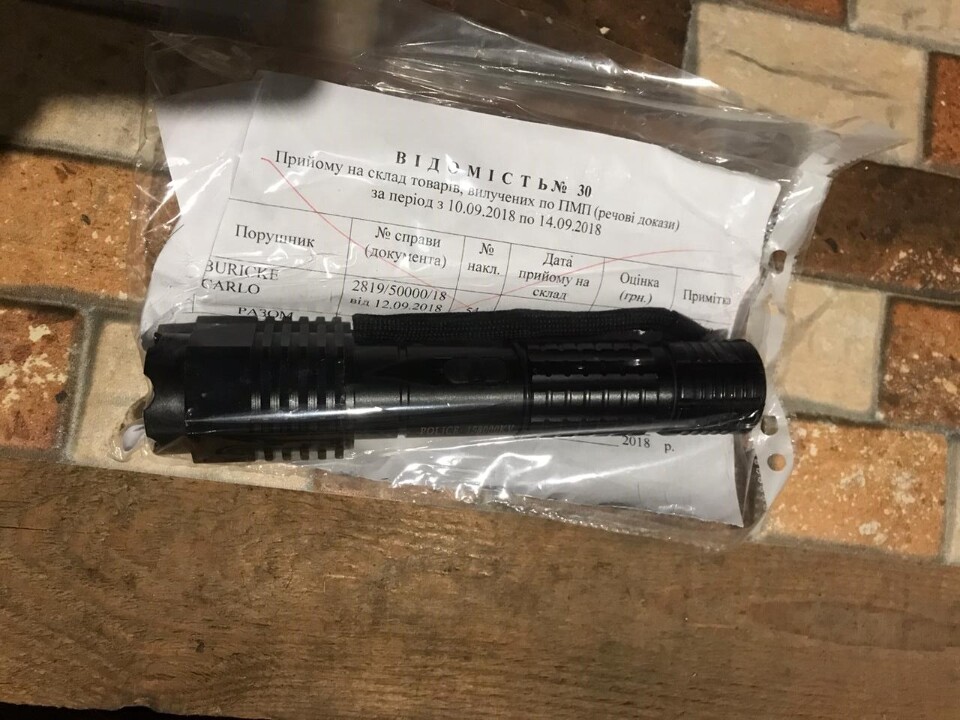 В І Д О М І С Т Ь № 30
Прийому на склад товарів, вилучених по ПМП (речові докази)
за період з 10.09.2018 по 14.09.2018
Порушник
№ справи
(документа)
№
накл.
Дата
прийому на
склад
Оцінка
(грн.)
Примітка
BURICKE
CARLO
2819/50000/18
від 12.09.2018
54
РАЗОМ
POLICE
2018 р.